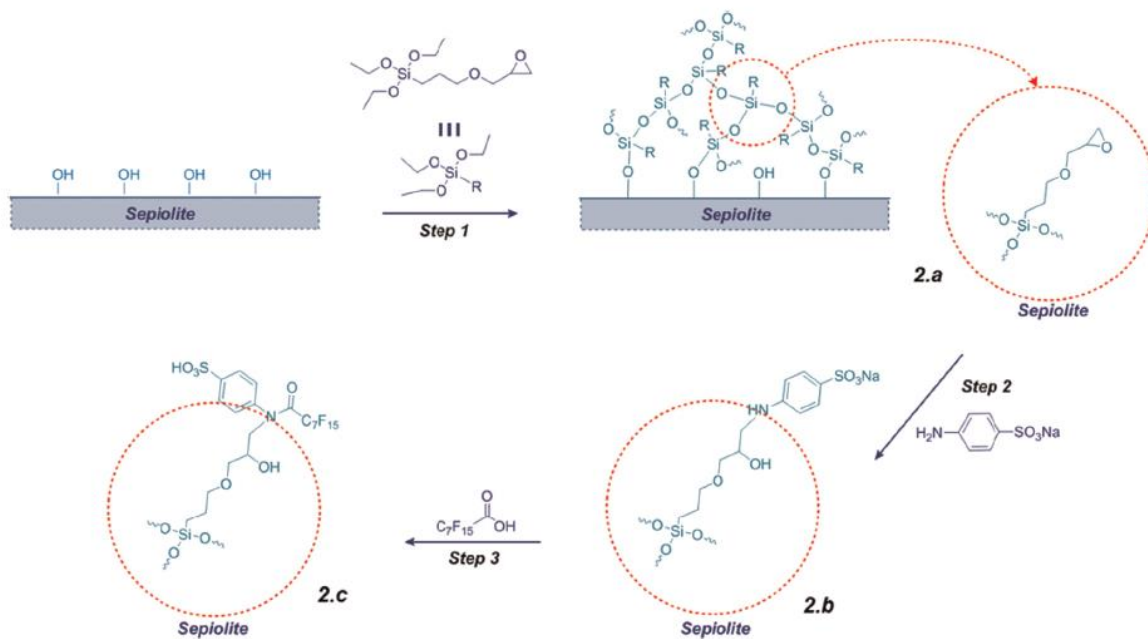 O
O
Si
O
O
O
III
O
O
Si
O
R
Step 1
OH
OH
OH
OH
Sepiolite
O
O
Si
R
O
O
R
O
R
Si
O
Si
R
O
Si
O
O
O
Si
O
O
R
Si
O
O
R
Si
O
R
Si
O
R
Si
O
O
O
O
OH
O
Sepiolite
2.a
O
O
Si
O
O
O
Sepiolite
Step 2
H₂N
SO₃Na
HO₃S
O
N
C₇F₁₅
OH
O
Si
O
O
O
2.c
Sepiolite
O
C₇F₁₅
OH
Step 3
SO₃Na
HN
OH
O
Si
O
O
O
2.b
Sepiolite